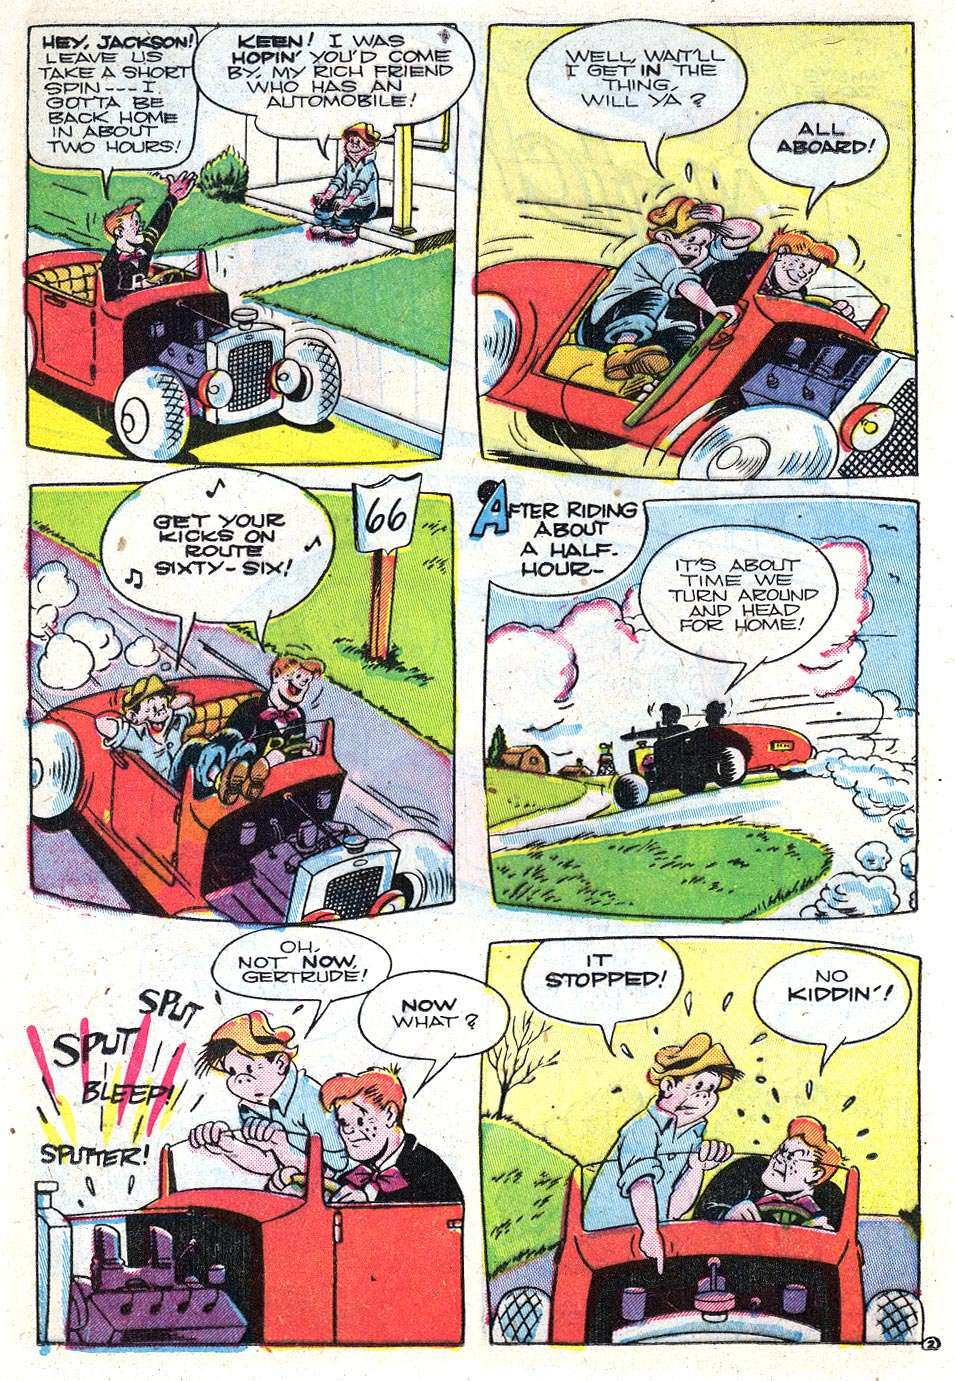 HEY, JACKSON!
LEAVE US
TAKE A SHORT
SPIN---I
GOTTA BE
BACK HOME
IN ABOUT
TWO HOURS!
KEEN! I WAS
HOPIN' YOU'D COME
BY, MY RICH FRIEND
WHO HAS AN
AUTOMOBILE!
WELL, WAIT'LL
I GET IN THE
THING,
WILL YA?
ALL
ABOARD!
GET YOUR
KICKS ON
ROUTE
SIXTY-SIX!
66
AFTER RIDING
ABOUT
A HALF-
HOUR-
IT'S ABOUT
TIME WE
TURN AROUND
AND HEAD
FOR HOME!
SPUT
SPUT
BLEEP!
SPUTTER!
OH,
NOT NOW,
GERTRUDE!
NOW
WHAT?
IT
STOPPED!
NO
KIDDIN'!
2